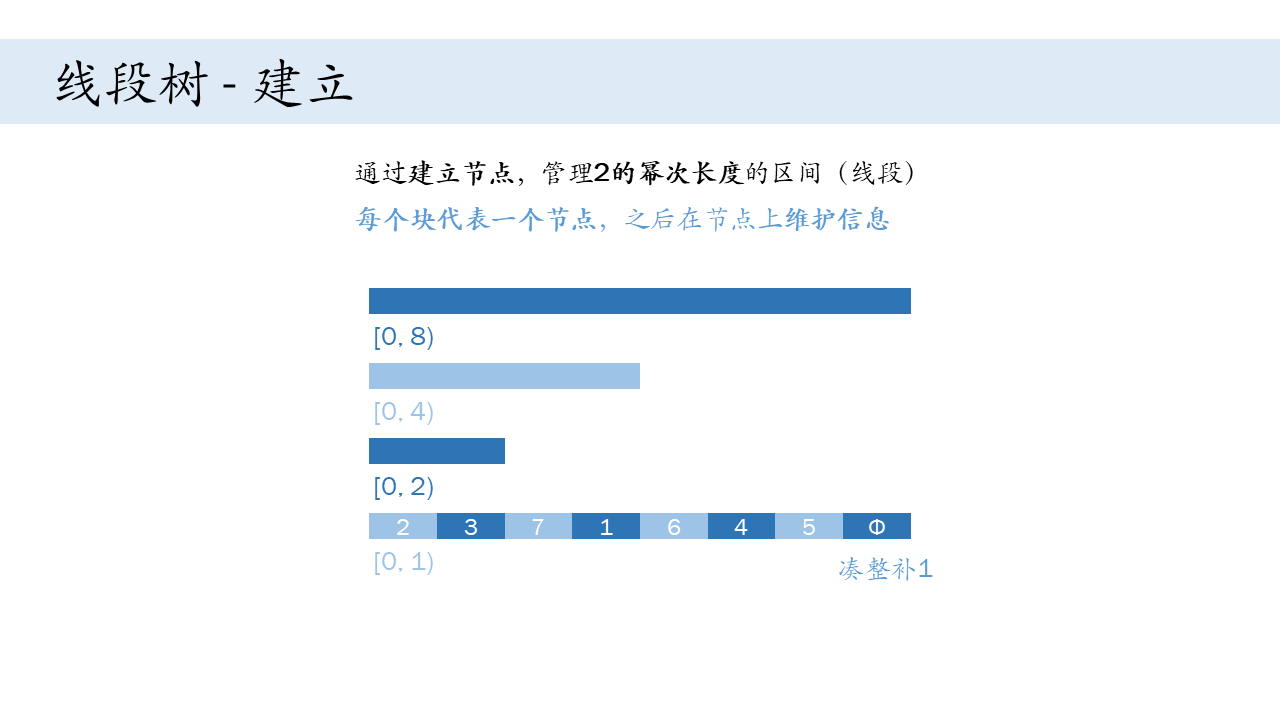 线段树 - 建立
通过建立节点，管理2的幂次长度的区间（线段）
每个块代表一个节点，之后在节点上维护信息
[0, 8)
[0, 4)
[0, 2)
2 3 7 1 6 4 5 Φ
[0, 1)
凑整补1